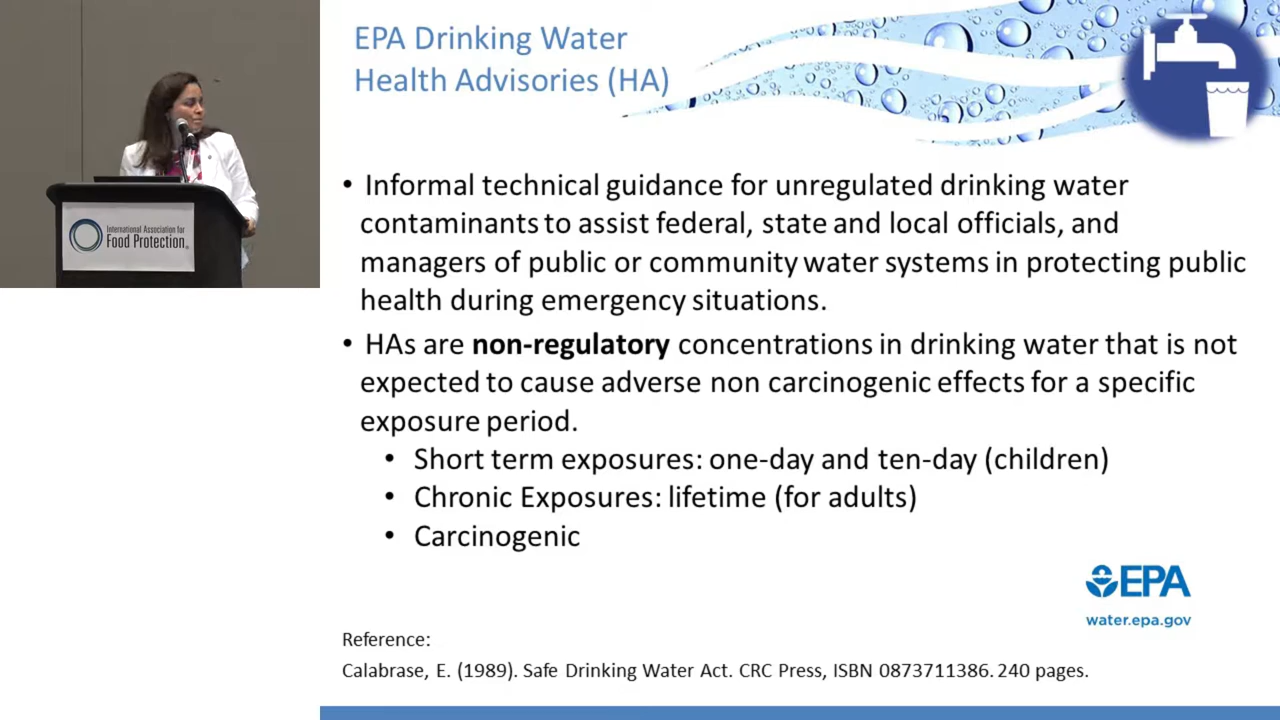 EPA Drinking Water
Health Advisories (HA)
International Association for
Food Protection®
• Informal technical guidance for unregulated drinking water
contaminants to assist federal, state and local officials, and
managers of public or community water systems in protecting public
health during emergency situations.
• HAs are non-regulatory concentrations in drinking water that is not
expected to cause adverse non carcinogenic effects for a specific
exposure period.
• Short term exposures: one-day and ten-day (children)
• Chronic Exposures: lifetime (for adults)
• Carcinogenic
EPA
water.epa.gov
Reference:
Calabrase, E. (1989). Safe Drinking Water Act. CRC Press, ISBN 0873711386. 240 pages.